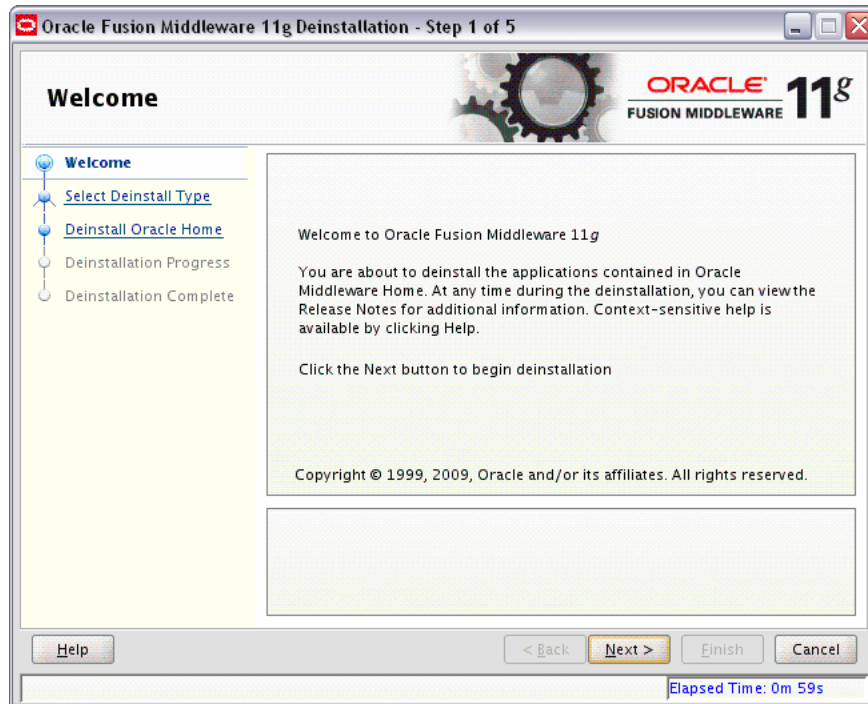 Oracle Fusion Middleware 11g Deinstallation - Step 1 of 5
Welcome
ORACLE
FUSION MIDDLEWARE
11g
Welcome
Select Deinstall Type
Deinstall Oracle Home
Deinstallation Progress
Deinstallation Complete
Welcome to Oracle Fusion Middleware 11g
You are about to deinstall the applications contained in Oracle
Middleware Home. At any time during the deinstallation, you can view the
Release Notes for additional information. Context-sensitive help is
available by clicking Help.
Click the Next button to begin deinstallation
Copyright © 1999, 2009, Oracle and/or its affiliates. All rights reserved.
Help
< Back
Next >
Finish
Cancel
Elapsed Time: 0m 59s